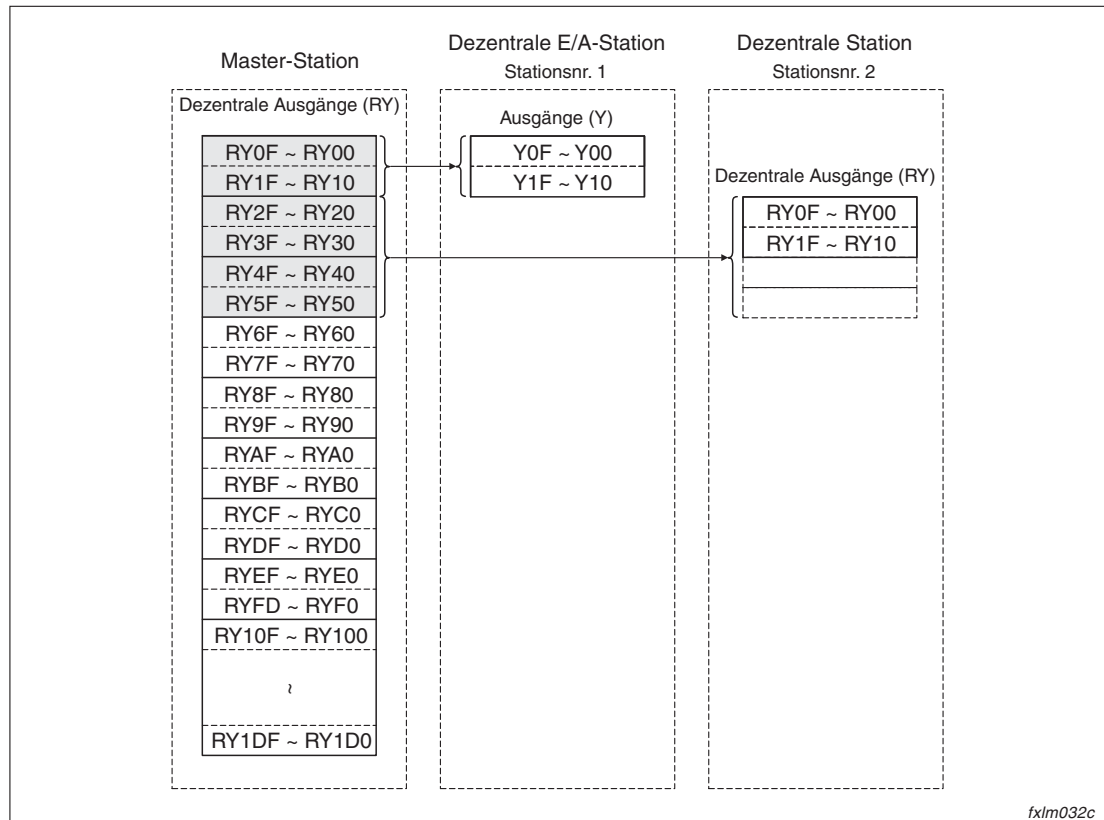 Master-Station
Dezentrale Ausgänge (RY)
RY0F ~ RY00
RY1F ~ RY10
RY2F ~ RY20
RY3F ~ RY30
RY4F ~ RY40
RY5F ~ RY50
RY6F ~ RY60
RY7F ~ RY70
RY8F ~ RY80
RY9F ~ RY90
RYAF ~ RYA0
RYBF ~ RYB0
RYCF ~ RYC0
RYDF ~ RYD0
RYEF ~ RYE0
RYFD ~ RYF0
RY10F ~ RY100
~
RY1DF ~ RY1D0
Dezentrale E/A-Station
Stationsnr. 1
Ausgänge (Y)
Y0F ~ Y00
Y1F ~ Y10
Dezentrale Station
Stationsnr. 2
Dezentrale Ausgänge (RY)
RY0F ~ RY00
RY1F ~ RY10
fxlm032c